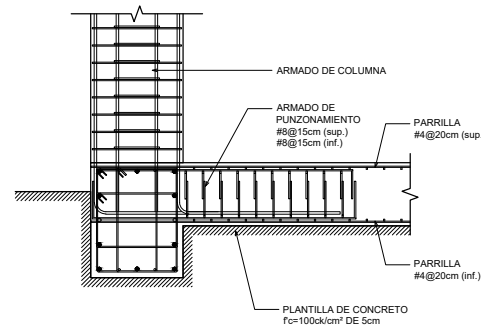 ARMADO DE COLUMNA
ARMADO DE
PUNZONAMIENTO
#8@15cm (sup.)
#8@15cm (inf.)
PARRILLA
#4@20cm (sup.
PARRILLA
#4@20cm (inf.)
PLANTILLA DE CONCRETO
f'c=100ck/cm² DE 5cm